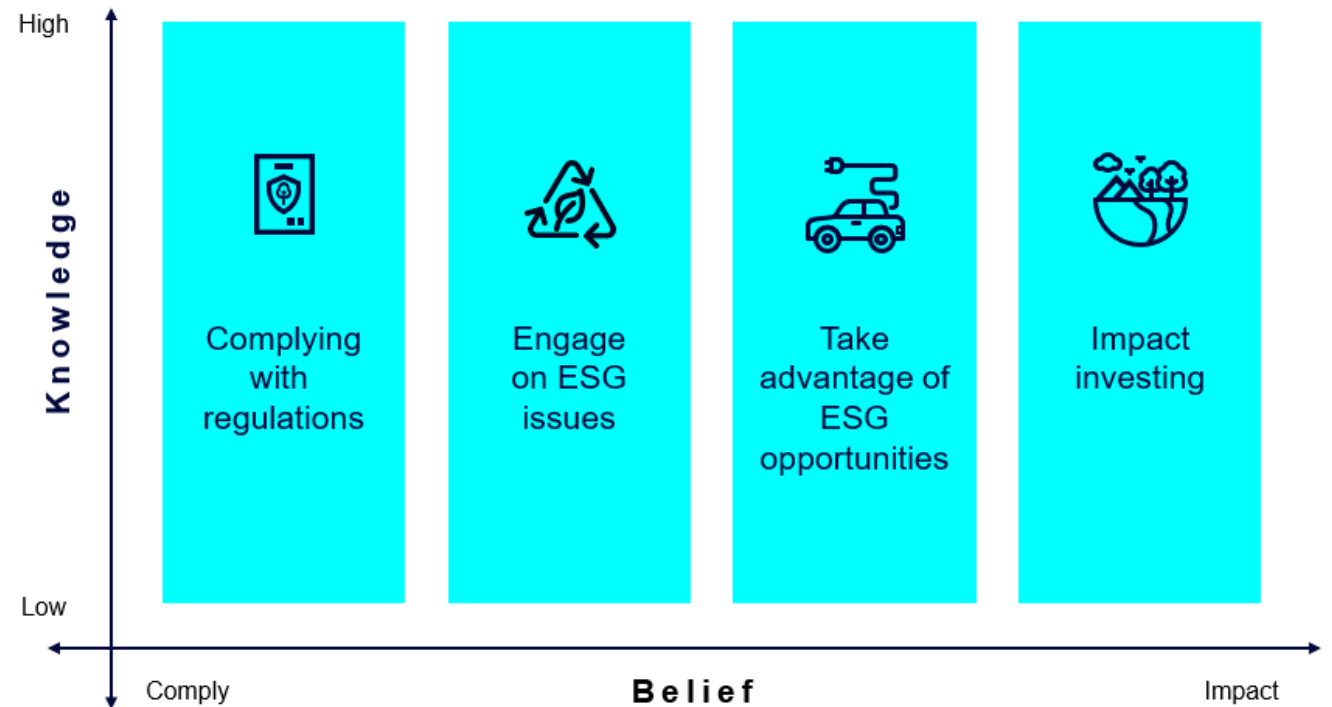 High
Knowledge
Complying
with
regulations
Engage
on ESG
issues
Take
advantage of
ESG
opportunities
Impact
investing
Low
Comply
Belief
Impact